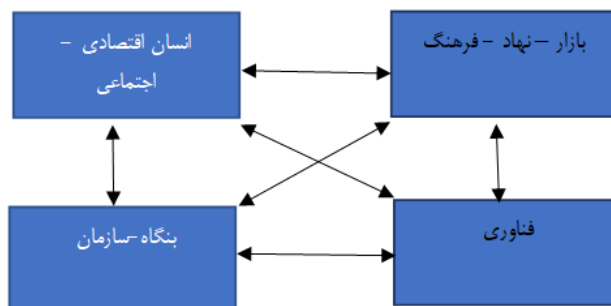 بازار – نهاد – فرهنگ
انسان اقتصادی –
اجتماعی
فناوری
بنگاه-سازمان